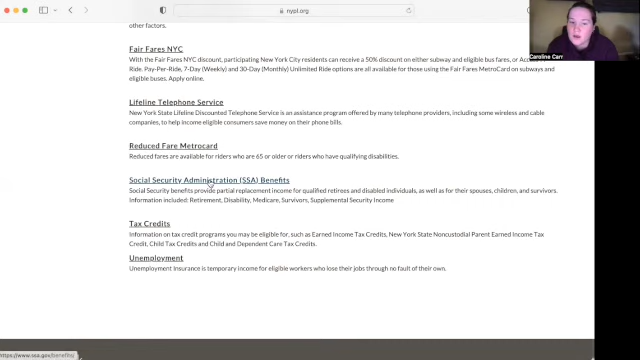 nypl.org
other factors.
Fair Fares NYC
With the Fair Fares NYC discount, participating New York City residents can receive a 50% discount on either subway and eligible bus fares, or Access-A-
Ride. Pay-Per-Ride, 7-Day (Weekly) and 30-Day (Monthly) Unlimited Ride options are all available for those using the Fair Fares MetroCard on subways and
eligible buses. Apply online.
Lifeline Telephone Service
New York State Lifeline Discounted Telephone Service is an assistance program offered by many telephone providers, including some wireless and cable
companies, to help income eligible consumers save money on their phone bills.
Reduced Fare Metrocard
Reduced fares are available for riders who are 65 or older or riders who have qualifying disabilities.
Social Security Administration (SSA) Benefits
Social Security benefits provide partial replacement income for qualified retirees and disabled individuals, as well as for their spouses, children, and survivors.
Information included: Retirement, Disability, Medicare, Survivors, Supplemental Security Income
Tax Credits
Information on tax credit programs you may be eligible for, such as Earned Income Tax Credits, New York State Noncustodial Parent Earned Income Tax
Credit, Child Tax Credits and Child and Dependent Care Tax Credits.
Unemployment
Unemployment Insurance is temporary income for eligible workers who lose their jobs through no fault of their own.
https://www.ssa.gov/benefits/
Caroline Carr